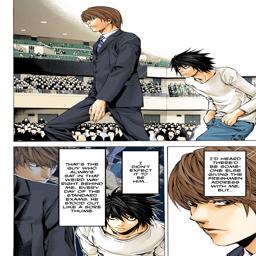 THAT'S THE
GUY WHO
ALWAYS
SAT IN THAT
WEIRD WAY
RIGHT BEHIND
ME, EVERY
DAY OF THE
STANDARD
EXAMS. HE
STOOD OUT
LIKE A SORE
THUMB.
I
DIDN'T
EXPECT
IT TO
BE
HIM...
I'D HEARD
THERE'D
BE SOME-
ONE ELSE
GIVING THE
FRESHMEN
ADDRESS
WITH ME,
BUT...